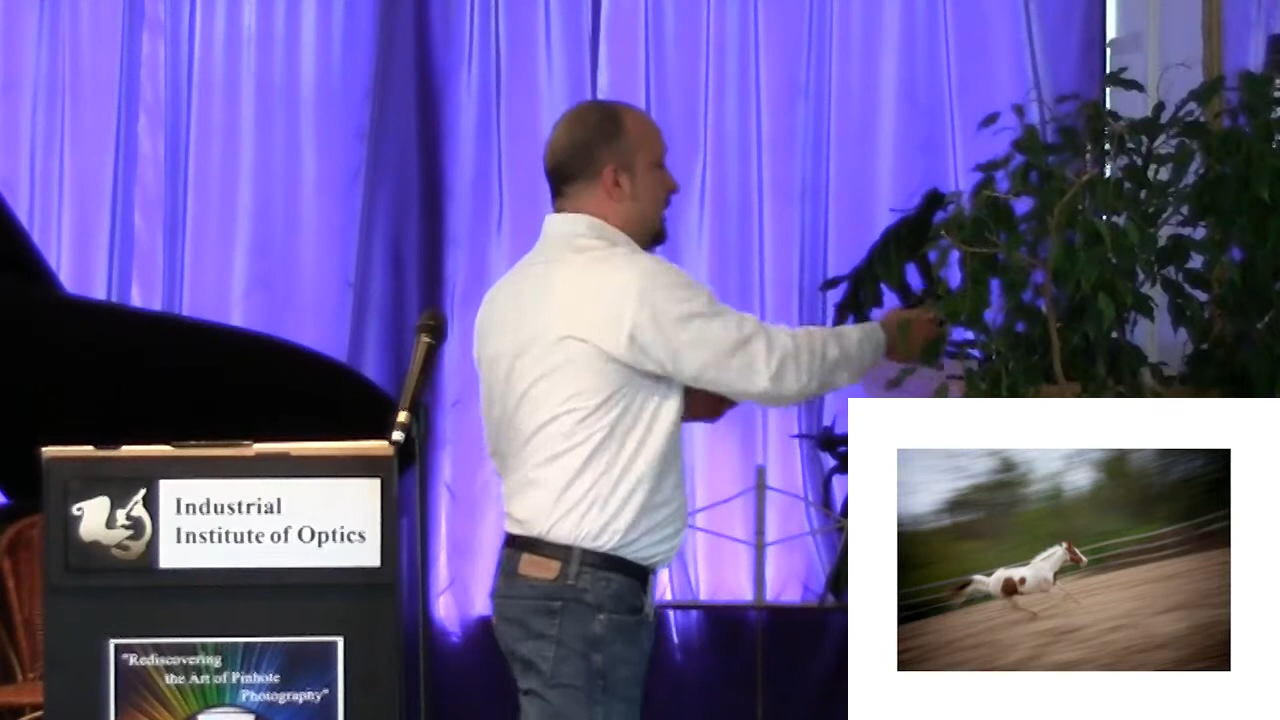 Industrial
Institute of Optics
"Rediscovering
the Art of Pinhole
Photography"